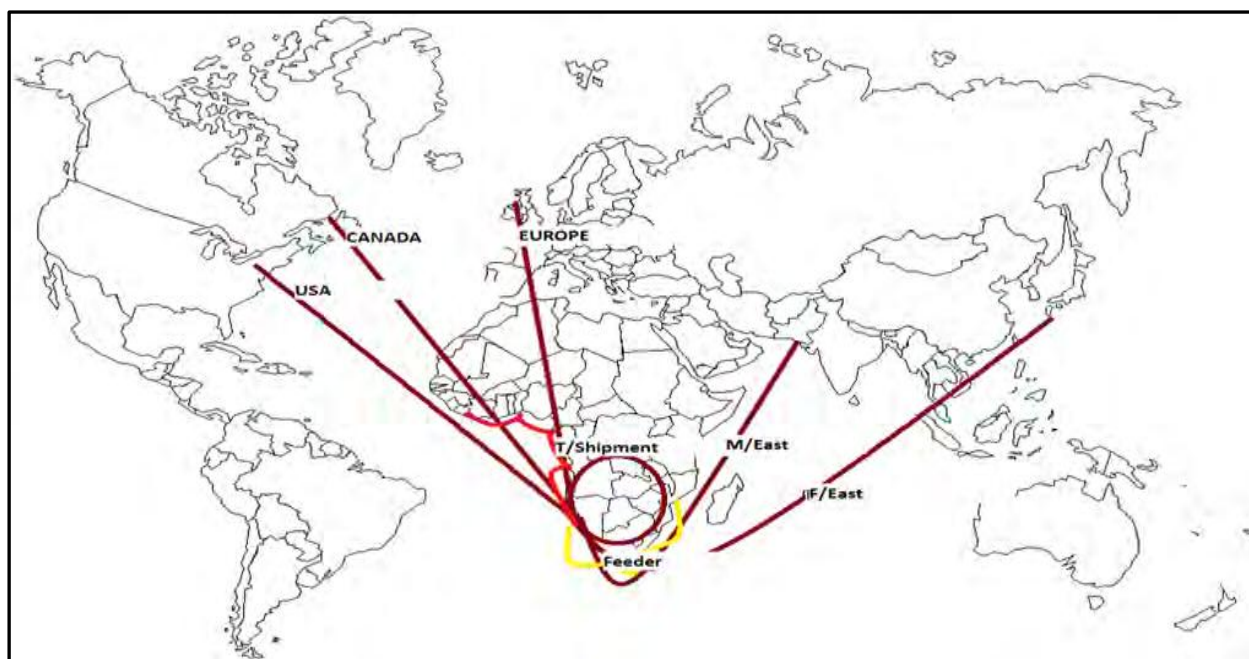 CANADA
EUROPE
USA
T/Shipment
M/East
F/East
Feeder